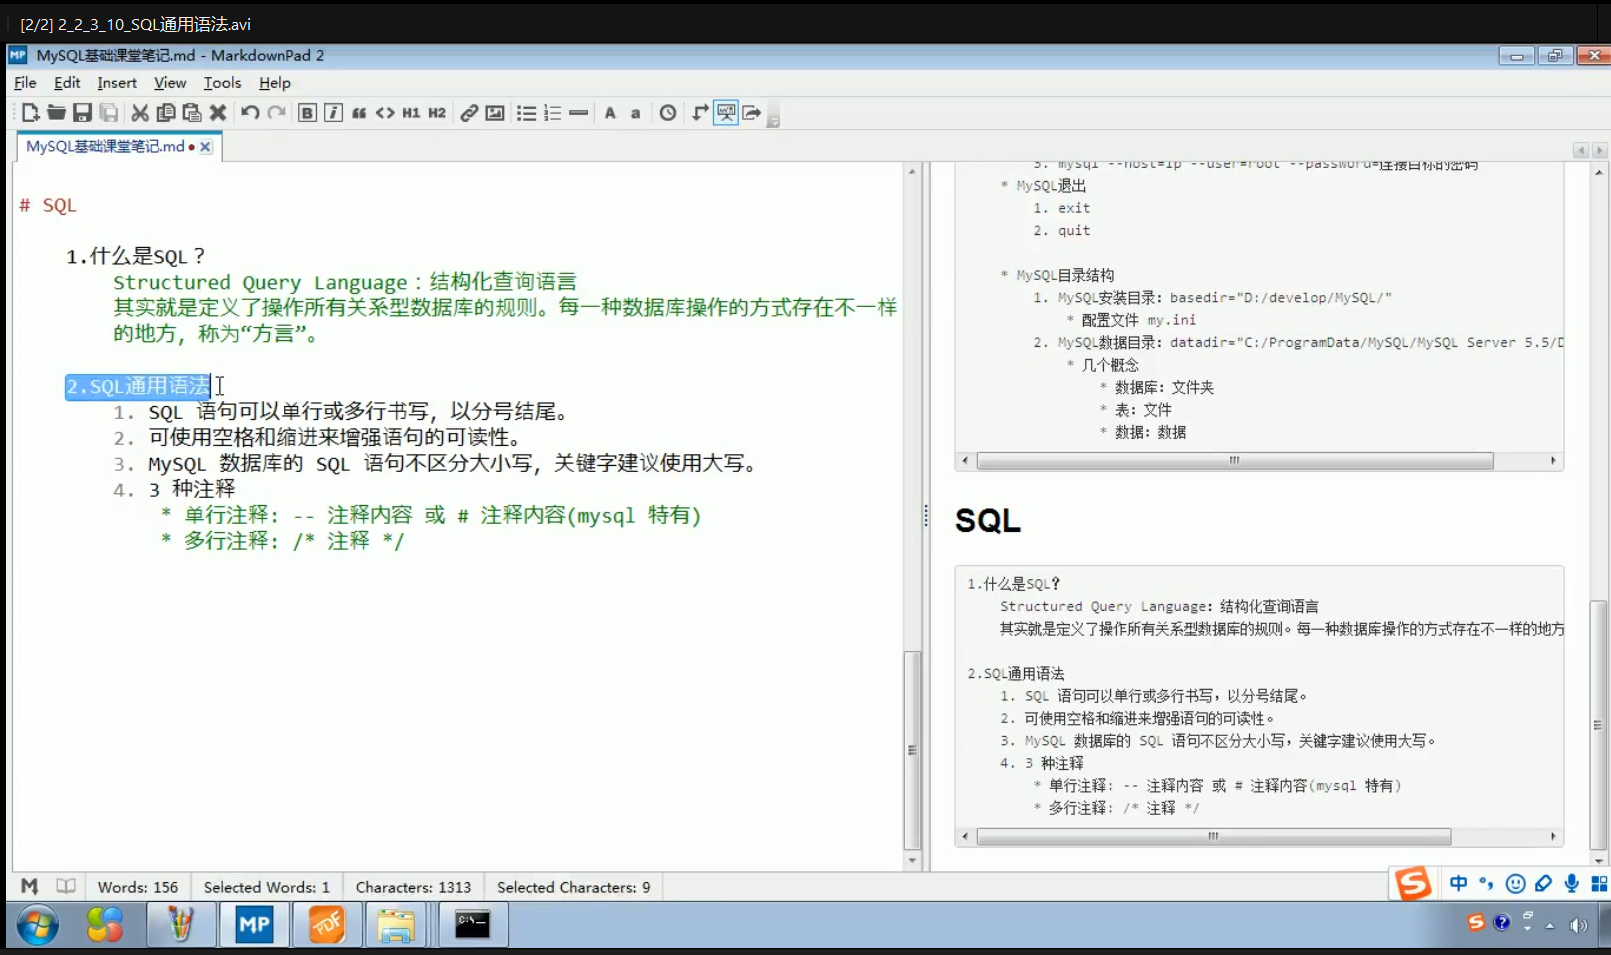 [2/2] 2_2_3_10_SQL通用语法.avi
MySQL基础课堂笔记.md - MarkdownPad 2
File Edit Insert View Tools Help
B i “ <> H1 H2 A a
MySQL基础课堂笔记.md
# SQL
1.什么是SQL？
Structured Query Language：结构化查询语言
其实就是定义了操作所有关系型数据库的规则。每一种数据库操作的方式存在不一样
的地方，称为“方言”。
2.SQL通用语法
1. SQL 语句可以单行或多行书写，以分号结尾。
2. 可使用空格和缩进来增强语句的可读性。
3. MySQL 数据库的 SQL 语句不区分大小写，关键字建议使用大写。
4. 3 种注释
* 单行注释: -- 注释内容 或 # 注释内容(mysql 特有)
* 多行注释: /* 注释 */
3. mysql --host=ip --user=root --password=连接目标的密码
* MySQL退出
1. exit
2. quit
* MySQL目录结构
1. MySQL安装目录：basedir="D:/develop/MySQL/"
* 配置文件 my.ini
2. MySQL数据目录：datadir="C:/ProgramData/MySQL/MySQL Server 5.5/D
* 几个概念
* 数据库：文件夹
* 表：文件
* 数据：数据
SQL
1.什么是SQL？
Structured Query Language：结构化查询语言
其实就是定义了操作所有关系型数据库的规则。每一种数据库操作的方式存在不一样的地方
2.SQL通用语法
1. SQL 语句可以单行或多行书写，以分号结尾。
2. 可使用空格和缩进来增强语句的可读性。
3. MySQL 数据库的 SQL 语句不区分大小写，关键字建议使用大写。
4. 3 种注释
* 单行注释: -- 注释内容 或 # 注释内容(mysql 特有)
* 多行注释: /* 注释 */
Words: 156 Selected Words: 1 Characters: 1313 Selected Characters: 9
中
MP PDF C:\_